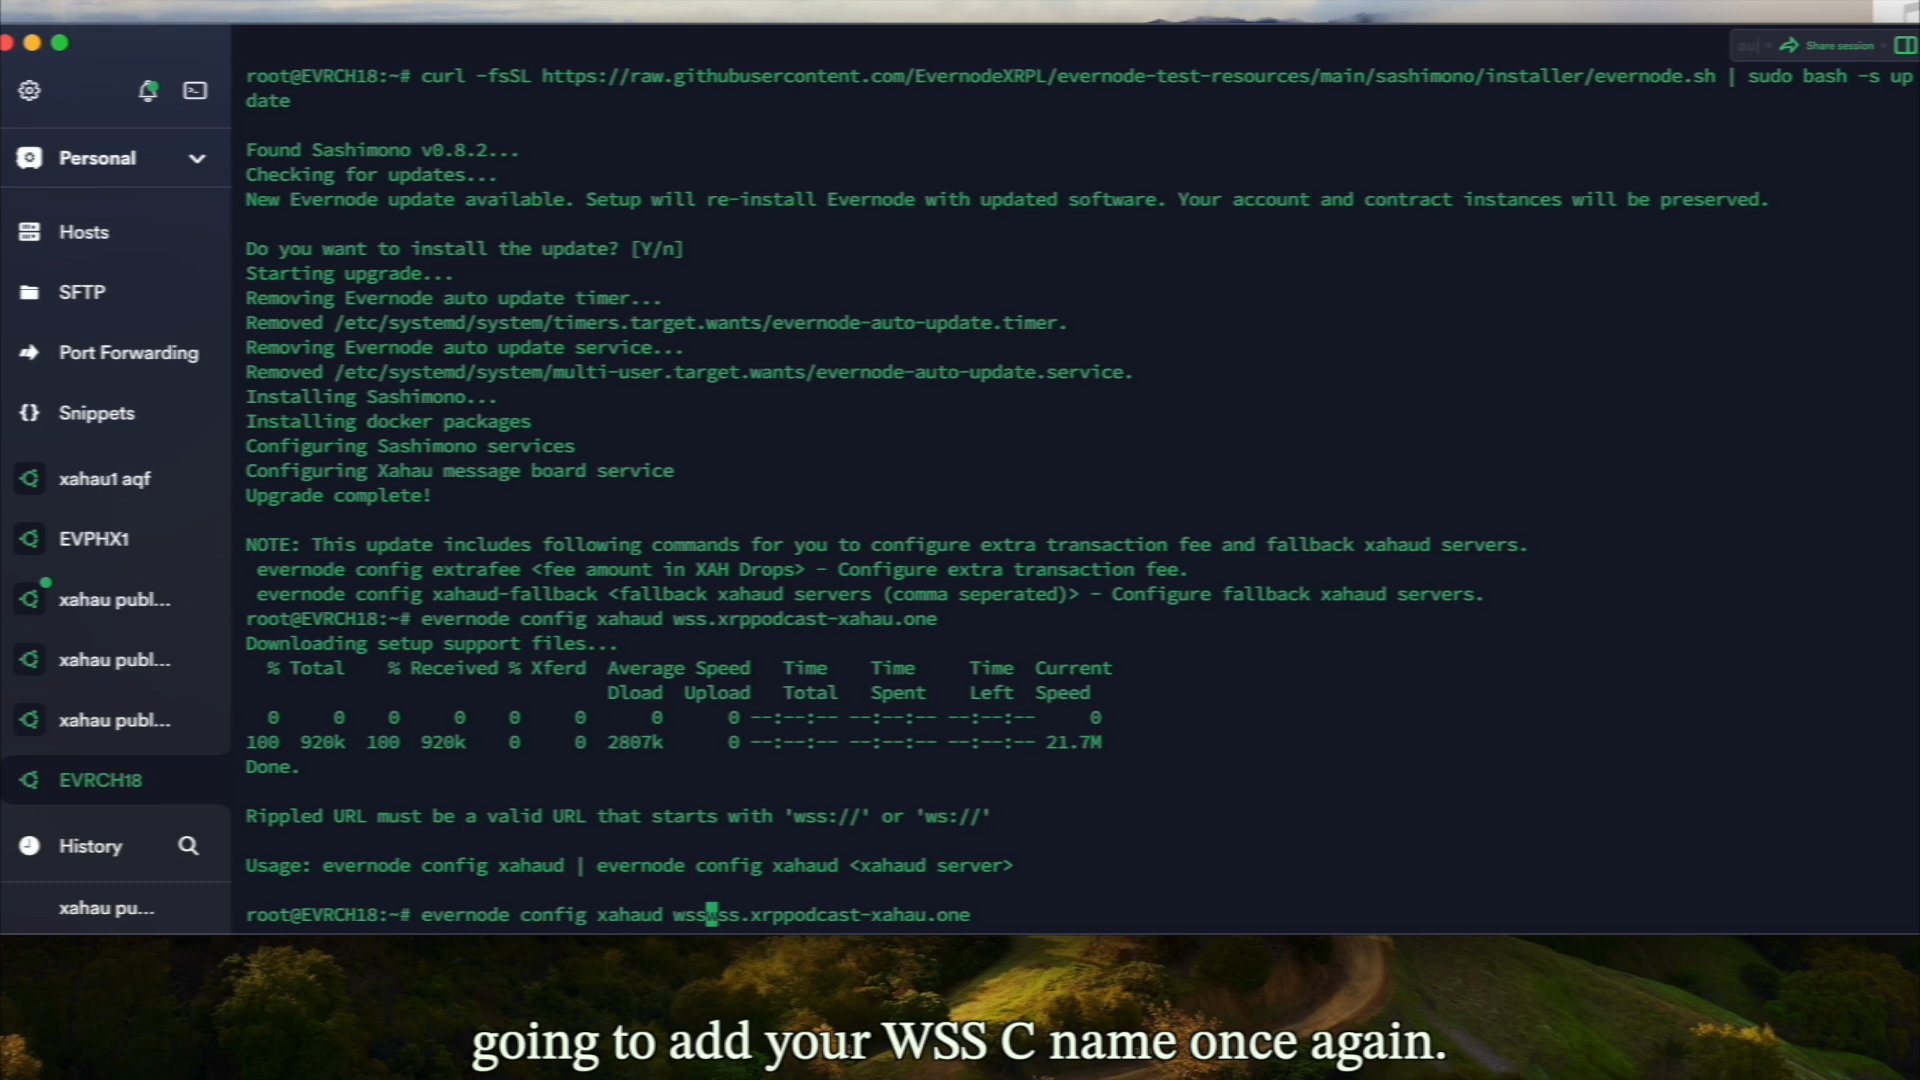 Share session
root@EVRCH18:~# curl -fsSL https://raw.githubusercontent.com/EvernodeXRPL/evernode-test-resources/main/sashimono/installer/evernode.sh | sudo bash -s up
date
Personal
Found Sashimono v0.8.2...
Checking for updates...
New Evernode update available. Setup will re-install Evernode with updated software. Your account and contract instances will be preserved.
Hosts
Do you want to install the update? [Y/n]
Starting upgrade...
SFTP
Removing Evernode auto update timer...
Removed /etc/systemd/system/timers.target.wants/evernode-auto-update.timer.
Port Forwarding
Removing Evernode auto update service...
Removed /etc/systemd/system/multi-user.target.wants/evernode-auto-update.service.
Installing Sashimono...
Snippets
Installing docker packages
Configuring Sashimono services
Configuring Xahau message board service
xahau1 aqf
Upgrade complete!
EVPHX1
NOTE: This update includes following commands for you to configure extra transaction fee and fallback xahaud servers.
evernode config extrafee <fee amount in XAH Drops> - Configure extra transaction fee.
evernode config xahaud-fallback <fallback xahaud servers (comma seperated)> - Configure fallback xahaud servers.
xahau publ...
root@EVRCH18:~# evernode config xahaud wss.xrppodcast-xahau.one
Downloading setup support files...
xahau publ...
% Total % Received % Xferd Average Speed Time Time Time Current
Dload Upload Total Spent Left Speed
xahau publ...
0 0 0 0 0 0 0 0 --:--:-- --:--:-- --:--:-- 0
100 920k 100 920k 0 0 2807k 0 --:--:-- --:--:-- --:--:-- 21.7M
Done.
EVRCH18
Rippled URL must be a valid URL that starts with 'wss://' or 'ws://'
History
Usage: evernode config xahaud | evernode config xahaud <xahaud server>
xahau pu...
root@EVRCH18:~# evernode config xahaud wsswss.xrppodcast-xahau.one
going to add your WSS C name once again.